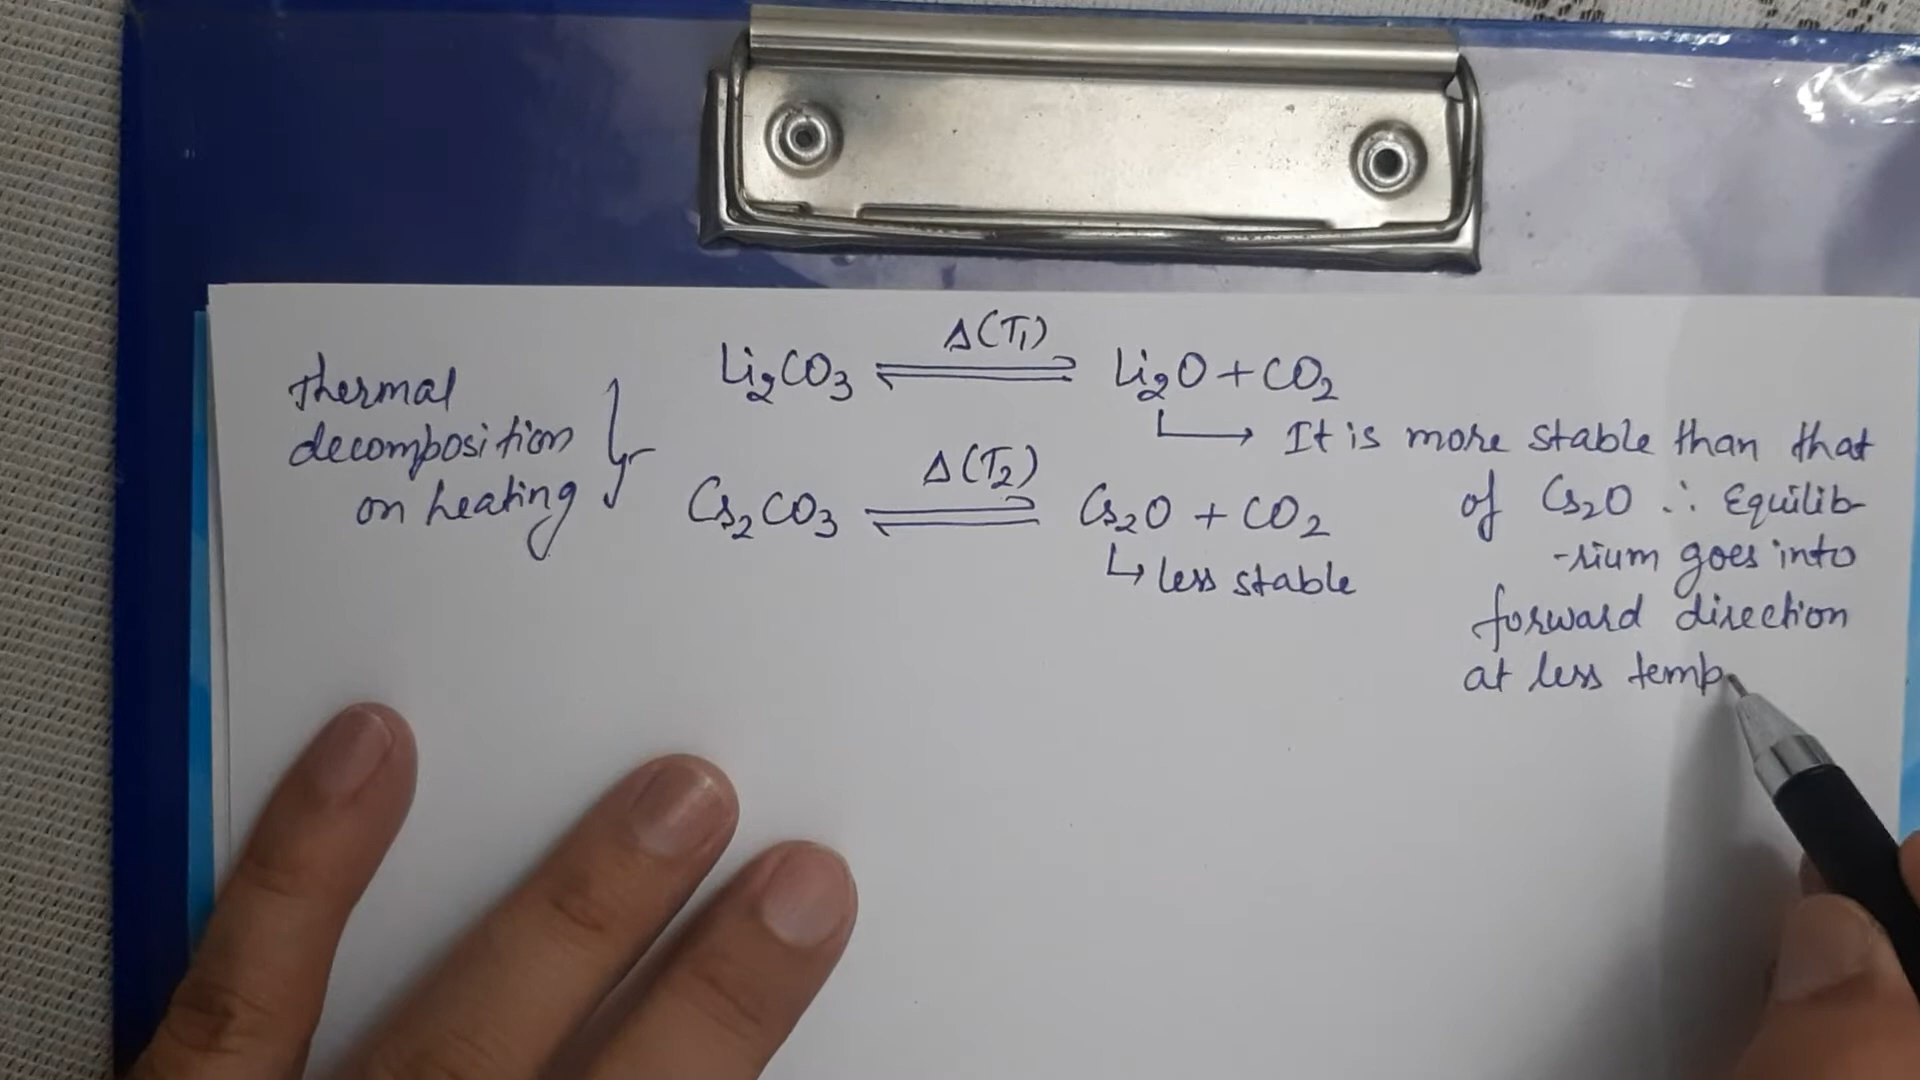 thermal
decomposition
on heating
Δ(T₁)
Li₂CO₃ ⇌ Li₂O + CO₂
↳ It is more stable than that
of Cs₂O ∴ Equilib-
-rium goes into
forward direction
at less temp
Δ(T₂)
Cs₂CO₃ ⇌ Cs₂O + CO₂
↳ less stable